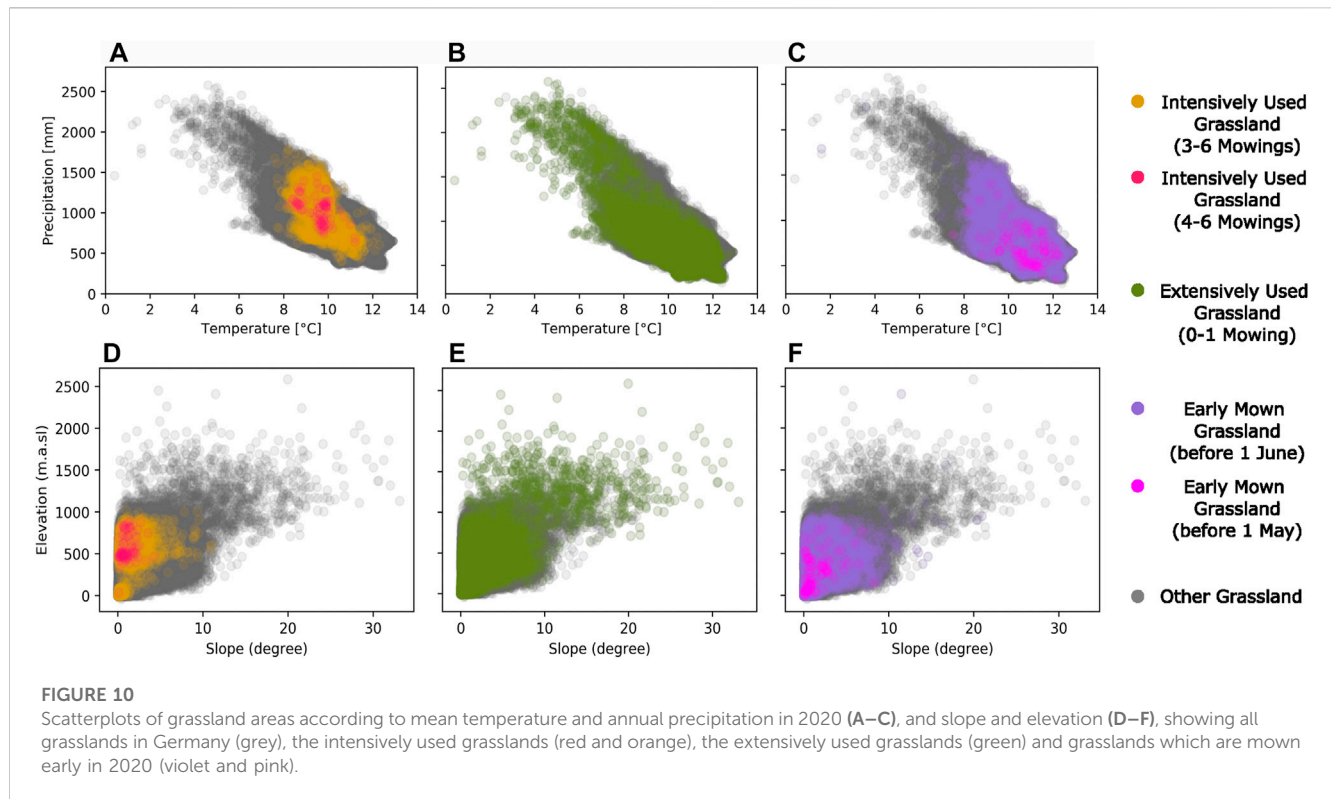 A
B
C
Precipitation [mm]
2500
2000
1500
1000
500
0
0 2 4 6 8 10 12 14
Temperature [°C]
0 2 4 6 8 10 12 14
Temperature [°C]
0 2 4 6 8 10 12 14
Temperature [°C]
D
E
F
Elevation (m.a.sl)
2500
2000
1500
1000
500
0
0 10 20 30
Slope (degree)
0 10 20 30
Slope (degree)
0 10 20 30
Slope (degree)
Intensively Used
Grassland
(3-6 Mowings)
Intensively Used
Grassland
(4-6 Mowings)
Extensively Used
Grassland
(0-1 Mowing)
Early Mown
Grassland
(before 1 June)
Early Mown
Grassland
(before 1 May)
Other Grassland
FIGURE 10
Scatterplots of grassland areas according to mean temperature and annual precipitation in 2020 (A–C), and slope and elevation (D–F), showing all
grasslands in Germany (grey), the intensively used grasslands (red and orange), the extensively used grasslands (green) and grasslands which are mown
early in 2020 (violet and pink).